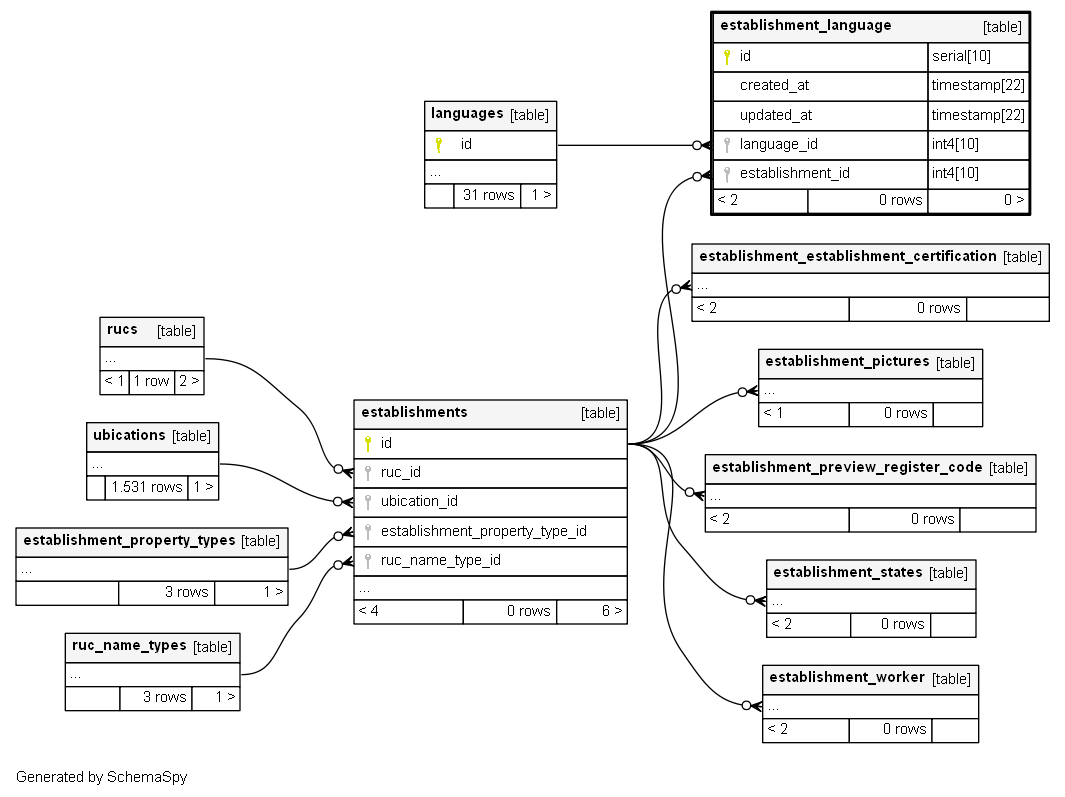 establishment_language [table]
id serial[10]
created_at timestamp[22]
updated_at timestamp[22]
language_id int4[10]
establishment_id int4[10]
< 2 0 rows 0 >
languages [table]
id
...
31 rows 1 >
establishment_establishment_certification [table]
...
< 2 0 rows
rucs [table]
...
< 1 1 row 2 >
establishment_pictures [table]
...
< 1 0 rows
establishments [table]
id
ruc_id
ubication_id
establishment_property_type_id
ruc_name_type_id
...
< 4 0 rows 6 >
ubications [table]
...
1.531 rows 1 >
establishment_preview_register_code [table]
...
< 2 0 rows
establishment_property_types [table]
...
3 rows 1 >
establishment_states [table]
...
< 2 0 rows
ruc_name_types [table]
...
3 rows 1 >
establishment_worker [table]
...
< 2 0 rows
Generated by SchemaSpy